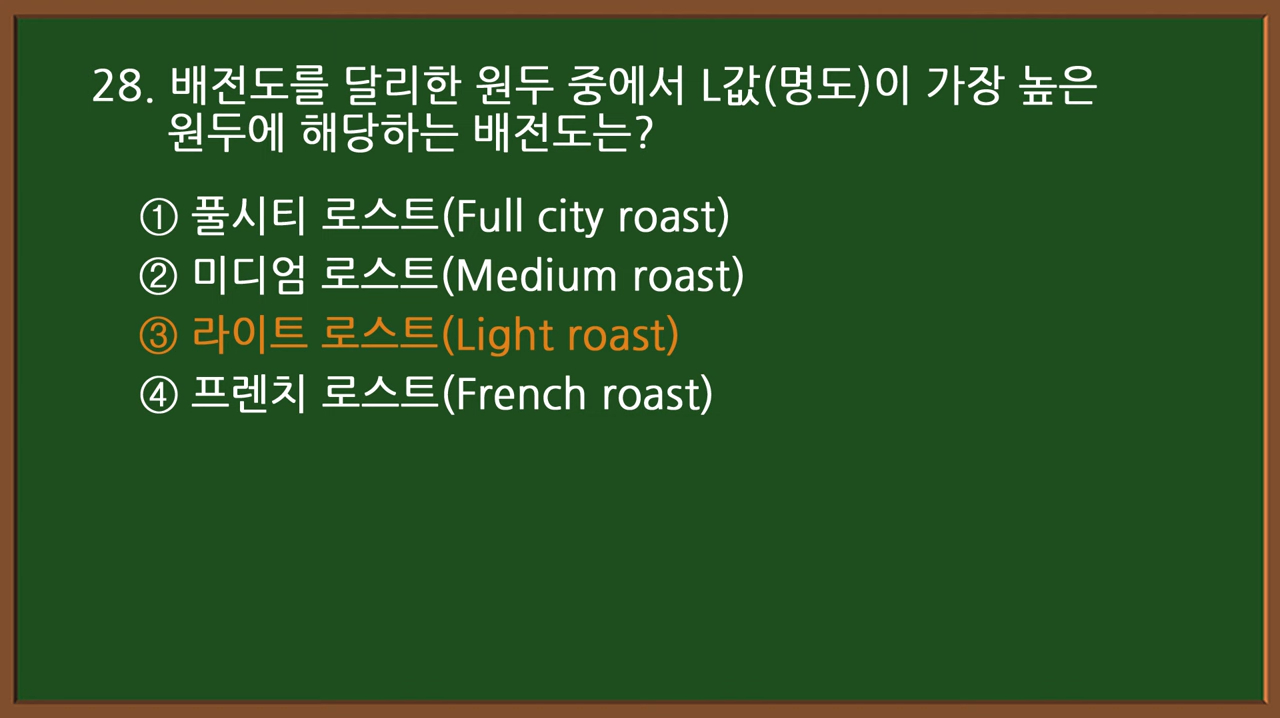 28. 배전도를 달리한 원두 중에서 L값(명도)이 가장 높은
원두에 해당하는 배전도는?
① 풀시티 로스트(Full city roast)
② 미디엄 로스트(Medium roast)
③ 라이트 로스트(Light roast)
④ 프렌치 로스트(French roast)